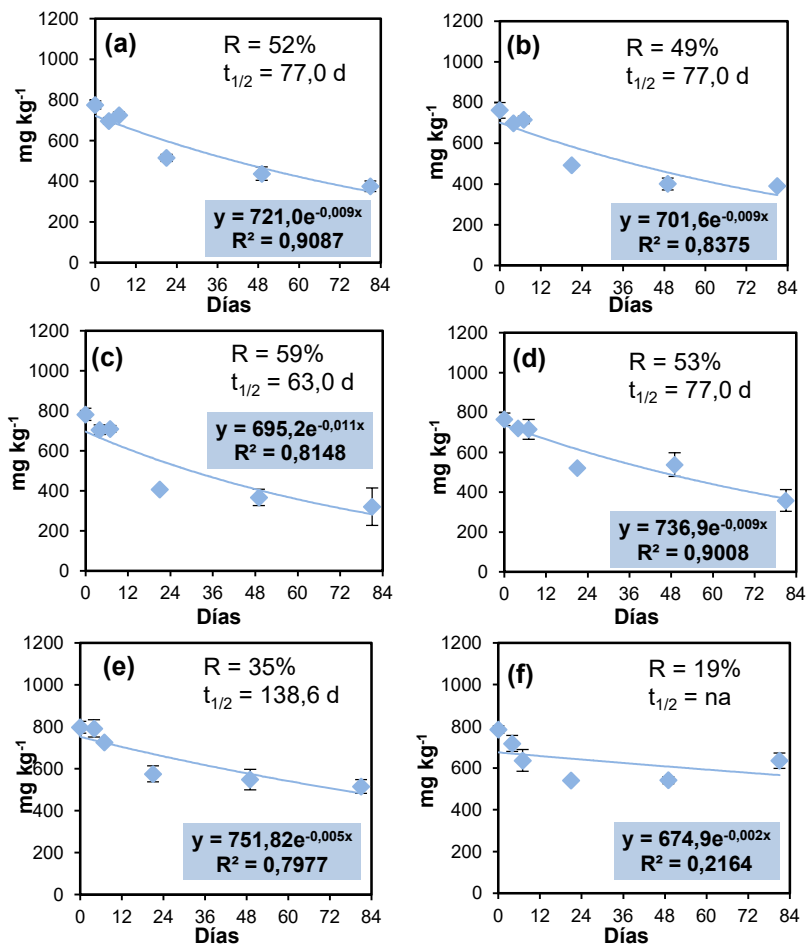 (a)
R = 52%
t1/2 = 77,0 d
1200
1000
800
600
400
200
0
mg kg-1
y = 721,0e-0,009x
R² = 0,9087
0 12 24 36 48 60 72 84
Días
(b)
R = 49%
t1/2 = 77,0 d
1200
1000
800
600
400
200
0
mg kg-1
y = 701,6e-0,009x
R² = 0,8375
0 12 24 36 48 60 72 84
Días
(c)
R = 59%
t1/2 = 63,0 d
1200
1000
800
600
400
200
0
mg kg-1
y = 695,2e-0,011x
R² = 0,8148
0 12 24 36 48 60 72 84
Días
(d)
R = 53%
t1/2 = 77,0 d
1200
1000
800
600
400
200
0
mg kg-1
y = 736,9e-0,009x
R² = 0,9008
0 12 24 36 48 60 72 84
Días
(e)
R = 35%
t1/2 = 138,6 d
1200
1000
800
600
400
200
0
mg kg-1
y = 751,82e-0,005x
R² = 0,7977
0 12 24 35 48 60 72 84
Días
(f)
R = 19%
t1/2 = na
1200
1000
800
600
400
200
0
mg kg-1
y = 674,9e-0,002x
R² = 0,2164
0 12 24 36 48 60 72 84
Días